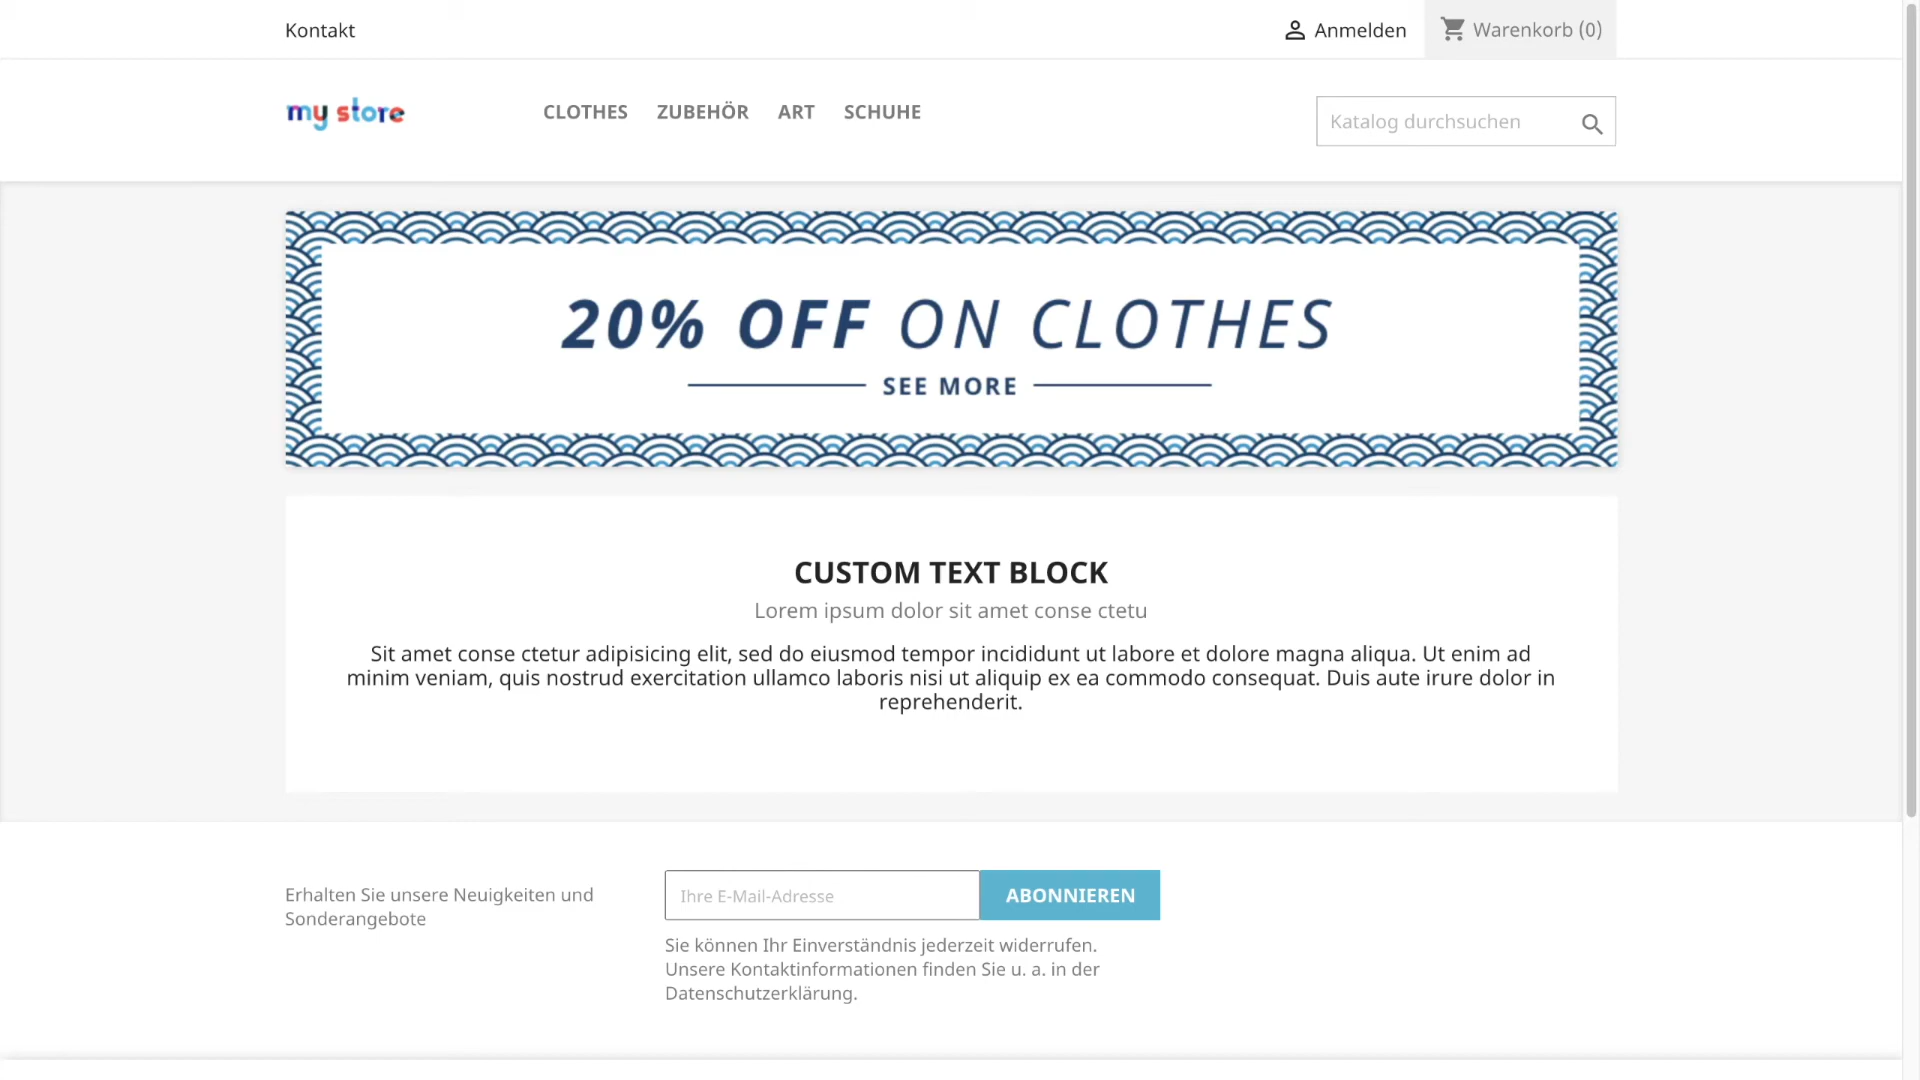 Kontakt
Anmelden
Warenkorb (0)
my store
CLOTHES ZUBEHÖR ART SCHUHE
Katalog durchsuchen
20% OFF ON CLOTHES
SEE MORE
CUSTOM TEXT BLOCK
Lorem ipsum dolor sit amet conse ctetu
Sit amet conse ctetur adipisicing elit, sed do eiusmod tempor incididunt ut labore et dolore magna aliqua. Ut enim ad
minim veniam, quis nostrud exercitation ullamco laboris nisi ut aliquip ex ea commodo consequat. Duis aute irure dolor in
reprehenderit.
Erhalten Sie unsere Neuigkeiten und
Sonderangebote
Ihre E-Mail-Adresse
ABONNIEREN
Sie können Ihr Einverständnis jederzeit widerrufen.
Unsere Kontaktinformationen finden Sie u. a. in der
Datenschutzerklärung.